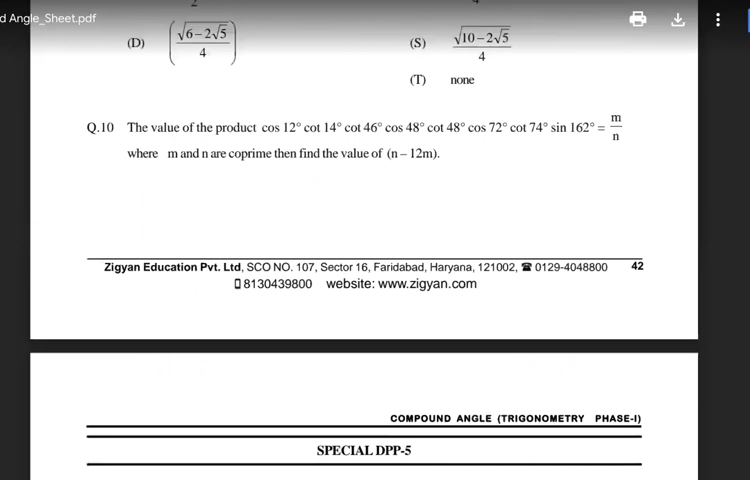 d Angle_Sheet.pdf
2
4
(D) (√6 – 2√5 / 4) (S) √10 – 2√5 / 4
(T) none
Q.10 The value of the product cos 12° cot 14° cot 46° cos 48° cot 48° cos 72° cot 74° sin 162° = m/n
where m and n are coprime then find the value of (n – 12m).
Zigyan Education Pvt. Ltd, SCO NO. 107, Sector 16, Faridabad, Haryana, 121002, ☎ 0129-4048800 42
8130439800 website: www.zigyan.com
COMPOUND ANGLE (TRIGONOMETRY PHASE-I)
SPECIAL DPP-5